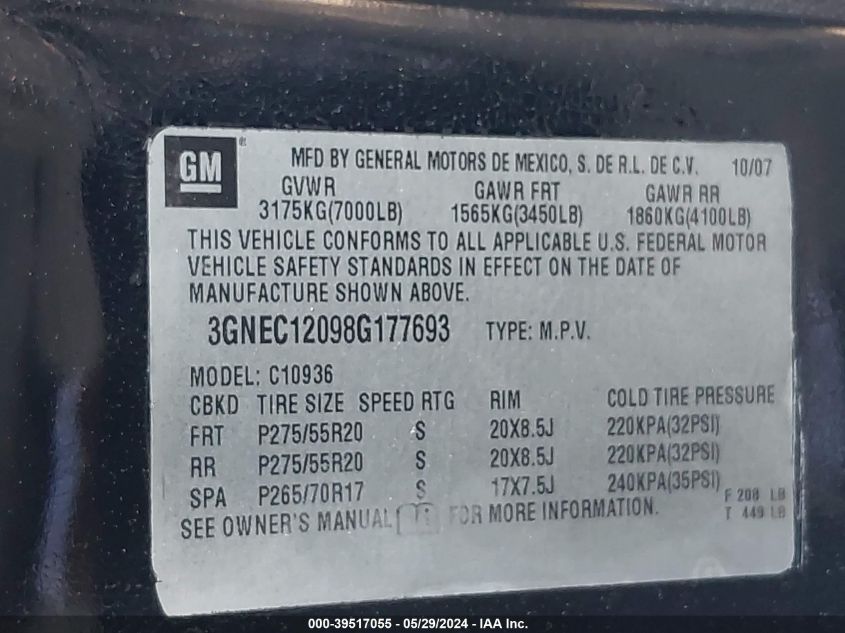 GM ® MFD BY GENERAL MOTORS DE MEXICO, S. DE R.L. DE C.V. 10/07
GVWR GAWR FRT GAWR RR
3175KG(7000LB) 1565KG(3450LB) 1860KG(4100LB)
THIS VEHICLE CONFORMS TO ALL APPLICABLE U.S. FEDERAL MOTOR
VEHICLE SAFETY STANDARDS IN EFFECT ON THE DATE OF
MANUFACTURE SHOWN ABOVE.
3GNEC12098G177693 TYPE: M.P.V.
MODEL: C10936
CBKD TIRE SIZE SPEED RTG RIM COLD TIRE PRESSURE
FRT P275/55R20 S 20X8.5J 220KPA(32PSI)
RR P275/55R20 S 20X8.5J 220KPA(32PSI)
SPA P265/70R17 S 17X7.5J 240KPA(35PSI) F 208 LB
SEE OWNER'S MANUAL FOR MORE INFORMATION. T 449 LB
000-39517055 - 05/29/2024 - IAA Inc.